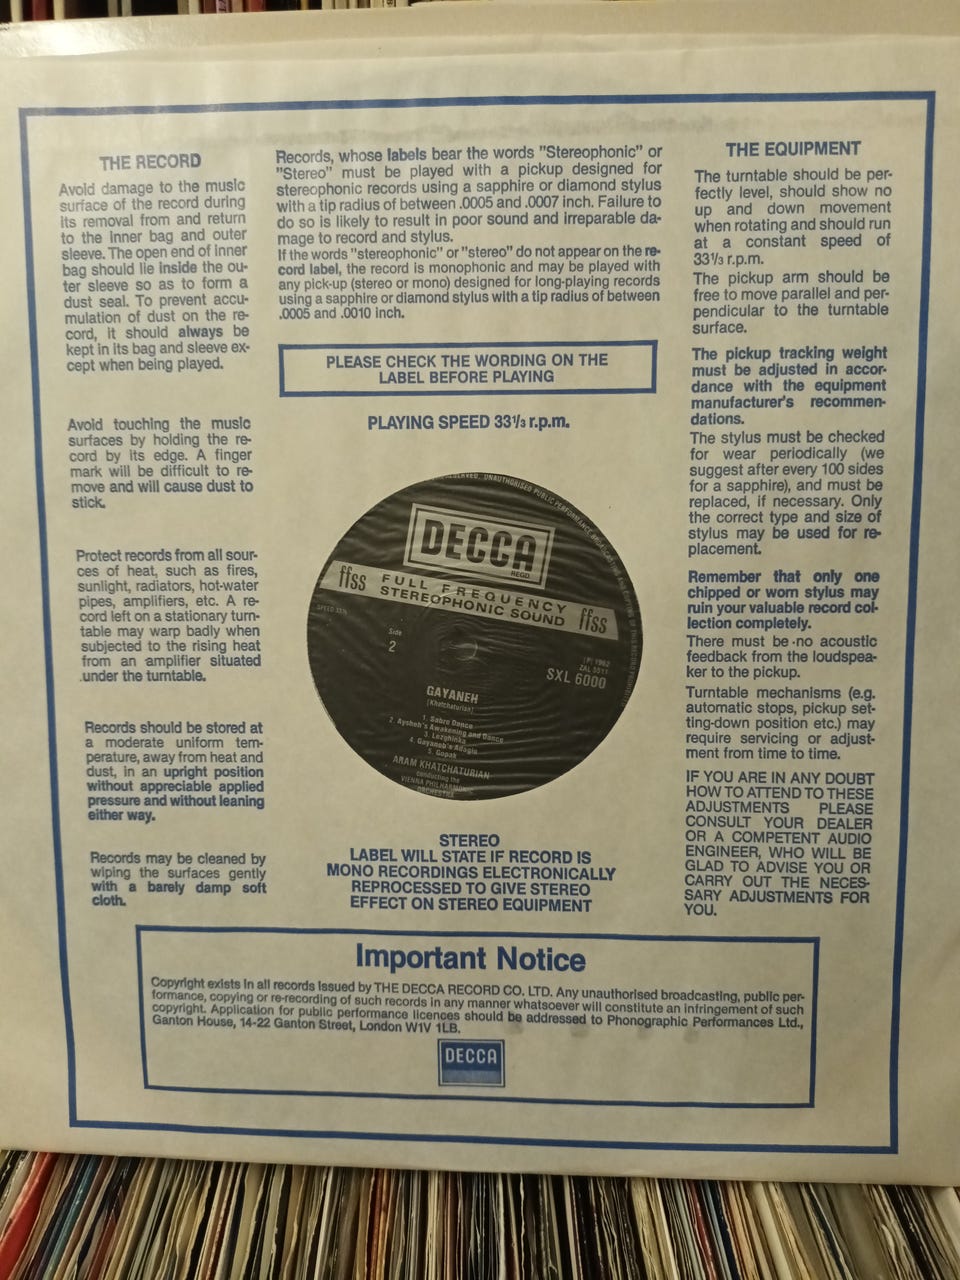 THE RECORD
Avoid damage to the music
surface of the record during
its removal from and return
to the inner bag and outer
sleeve. The open end of inner
bag should lie inside the ou-
ter sleeve so as to form a
dust seal. To prevent accu-
mulation of dust on the re-
cord, it should always be
kept in its bag and sleeve ex-
cept when being played.
Avoid touching the music
surfaces by holding the re-
cord by its edge. A finger
mark will be difficult to re-
move and will cause dust to
stick.
Protect records from all sour-
ces of heat, such as fires,
sunlight, radiators, hot-water
pipes, amplifiers, etc. A re-
cord left on a stationary turn-
table may warp badly when
subjected to the rising heat
from an amplifier situated
under the turntable.
Records should be stored at
a moderate uniform tem-
perature, away from heat and
dust, in an upright position
without appreciable applied
pressure and without leaning
either way.
Records may be cleaned by
wiping the surfaces gently
with a barely damp soft
cloth.
Records, whose labels bear the words "Stereophonic" or
"Stereo" must be played with a pickup designed for
stereophonic records using a sapphire or diamond stylus
with a tip radius of between .0005 and .0007 inch. Failure to
do so is likely to result in poor sound and irreparable da-
mage to record and stylus.
If the words "stereophonic" or "stereo" do not appear on the re-
cord label, the record is monophonic and may be played with
any pick-up (stereo or mono) designed for long-playing records
using a sapphire or diamond stylus with a tip radius of between
.0005 and .0010 inch.
PLEASE CHECK THE WORDING ON THE
LABEL BEFORE PLAYING
PLAYING SPEED 33⅓ r.p.m.
RESERVED. UNAUTHORISED PUBLIC PERFORMANCE
DECCA
REGD.
ffss FULL FREQUENCY ffss
STEREOPHONIC SOUND
SPEED 33⅓
Side
2
(P) 1962
ZAL 5511
SXL 6000
GAYANEH
(Khatchaturian)
1. Sabre Dance
2. Aysheh's Awakening and Dance
3. Lezghinka
4. Gayaneh's Adagio
5. Gopak
ARAM KHATCHATURIAN
conducting the
VIENNA PHILHARMONIC
ORCHESTRA
STEREO
LABEL WILL STATE IF RECORD IS
MONO RECORDINGS ELECTRONICALLY
REPROCESSED TO GIVE STEREO
EFFECT ON STEREO EQUIPMENT
THE EQUIPMENT
The turntable should be per-
fectly level, should show no
up and down movement
when rotating and should run
at a constant speed of
33⅓ r.p.m.
The pickup arm should be
free to move parallel and per-
pendicular to the turntable
surface.
The pickup tracking weight
must be adjusted in accor-
dance with the equipment
manufacturer's recommen-
dations.
The stylus must be checked
for wear periodically (we
suggest after every 100 sides
for a sapphire), and must be
replaced, if necessary. Only
the correct type and size of
stylus may be used for re-
placement.
Remember that only one
chipped or worn stylus may
ruin your valuable record col-
lection completely.
There must be no acoustic
feedback from the loudspea-
ker to the pickup.
Turntable mechanisms (e.g.
automatic stops, pickup set-
ting-down position etc.) may
require servicing or adjust-
ment from time to time.
IF YOU ARE IN ANY DOUBT
HOW TO ATTEND TO THESE
ADJUSTMENTS PLEASE
CONSULT YOUR DEALER
OR A COMPETENT AUDIO
ENGINEER, WHO WILL BE
GLAD TO ADVISE YOU OR
CARRY OUT THE NECES-
SARY ADJUSTMENTS FOR
YOU.
Important Notice
Copyright exists in all records issued by THE DECCA RECORD CO. LTD. Any unauthorised broadcasting, public per-
formance, copying or re-recording of such records in any manner whatsoever will constitute an infringement of such
copyright. Application for public performance licences should be addressed to Phonographic Performances Ltd.,
Ganton House, 14-22 Ganton Street, London W1V 1LB.
DECCA